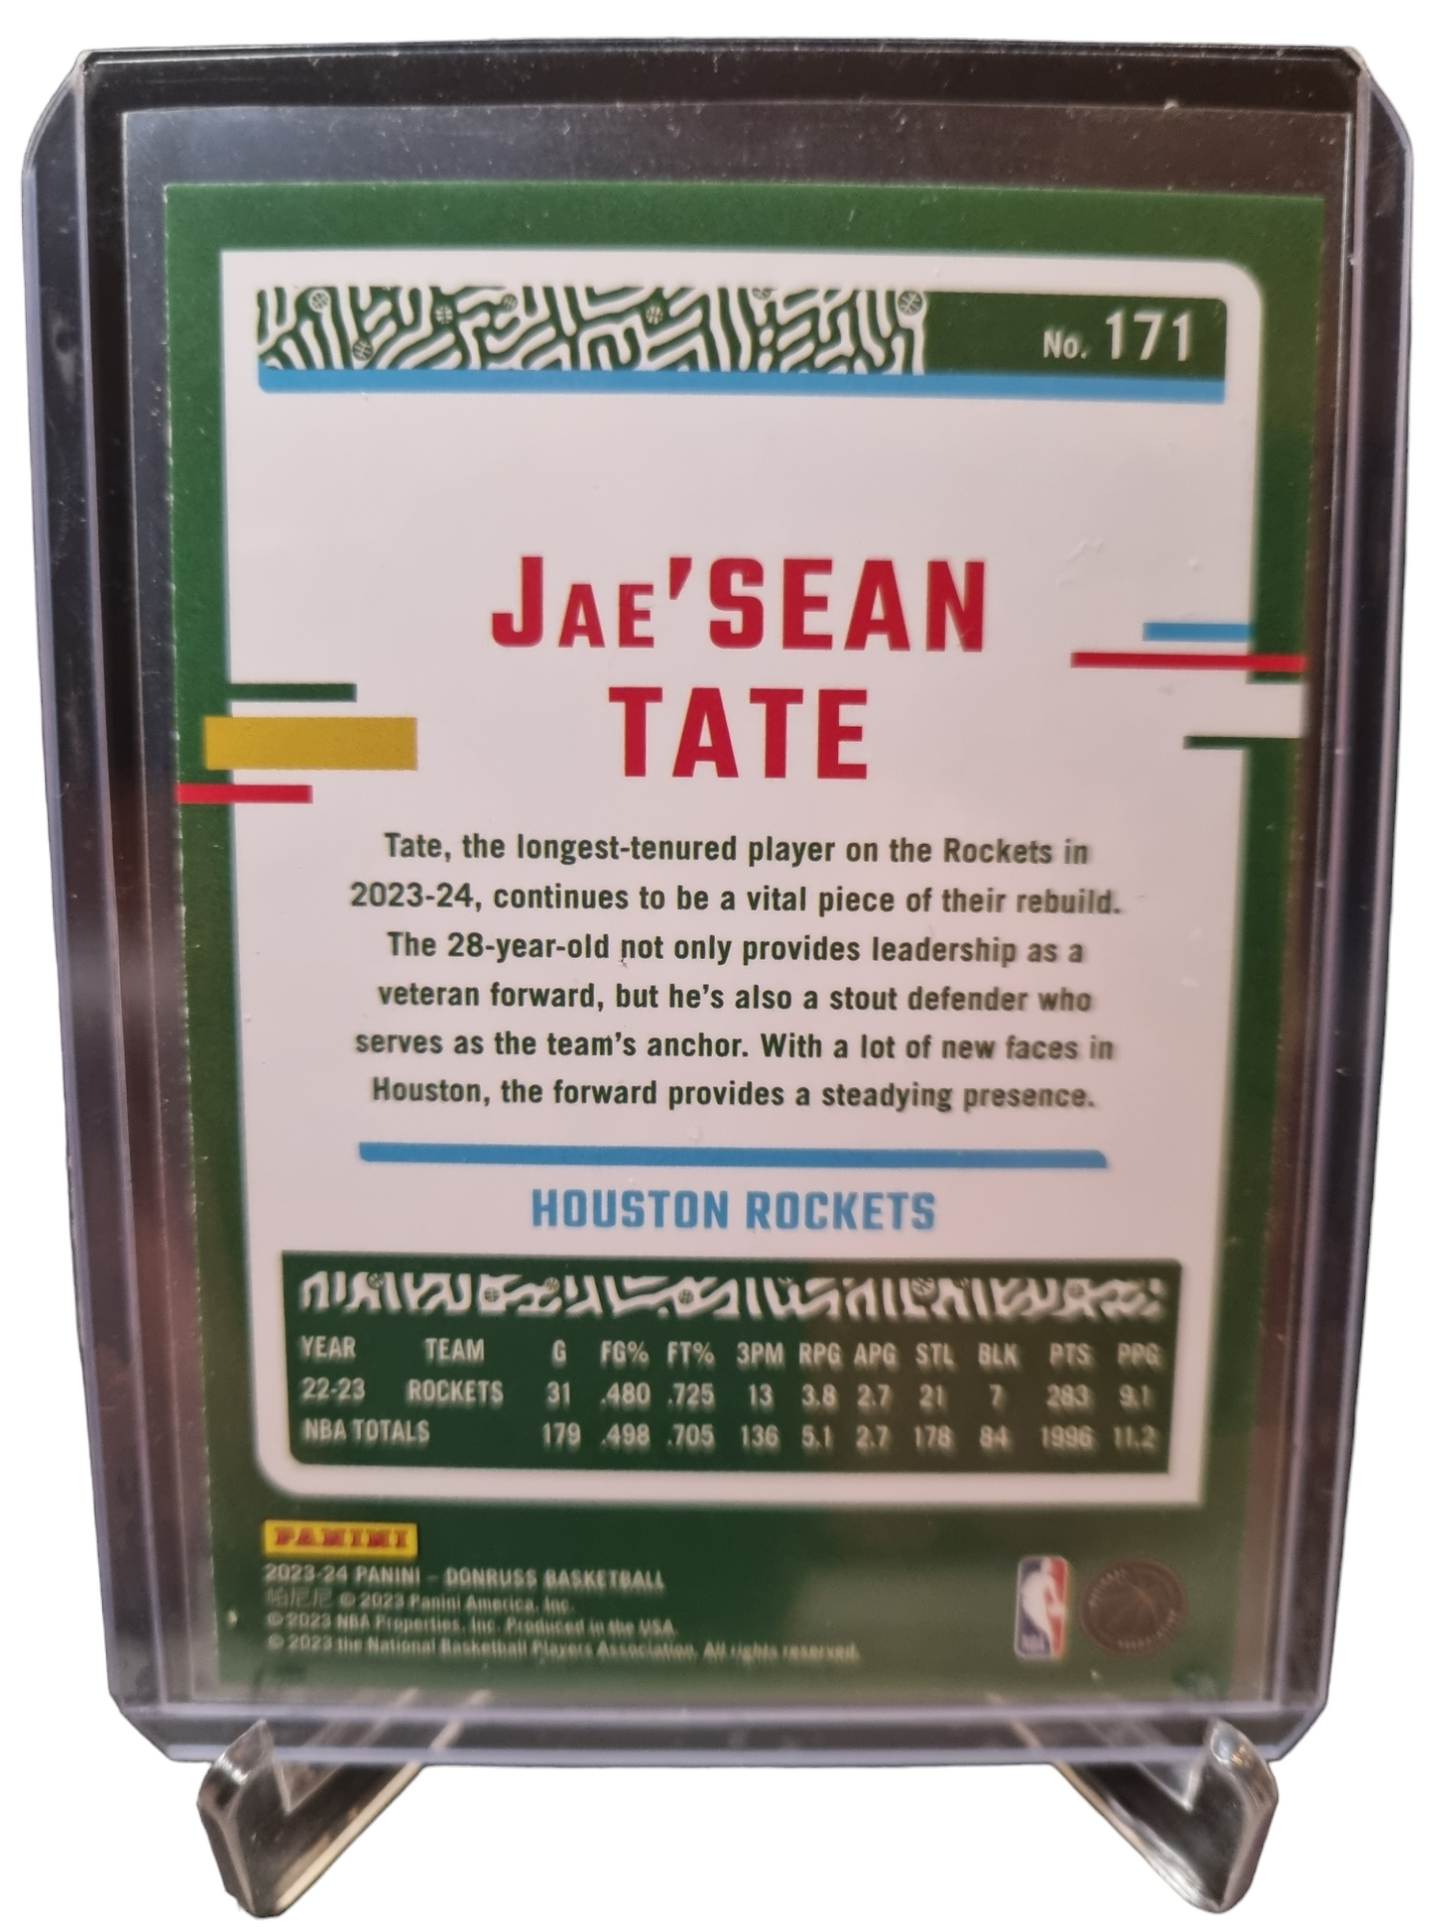 No. 171
JAE'SEAN
TATE
Tate, the longest-tenured player on the Rockets in
2023-24, continues to be a vital piece of their rebuild.
The 28-year-old not only provides leadership as a
veteran forward, but he's also a stout defender who
serves as the team's anchor. With a lot of new faces in
Houston, the forward provides a steadying presence.
HOUSTON ROCKETS
YEAR TEAM G FG% FT% 3PM RPG APG STL BLK PTS PPG
22-23 ROCKETS 31 .480 .725 13 3.8 2.7 21 7 283 9.1
NBA TOTALS 179 .498 .705 136 5.1 2.7 178 84 1996 11.2
PANINI
2023-24 PANINI – DONRUSS BASKETBALL
帕尼尼 © 2023 Panini America, Inc.
© 2023 NBA Properties, Inc. Produced in the USA.
© 2023 the National Basketball Players Association. All rights reserved.
NBA